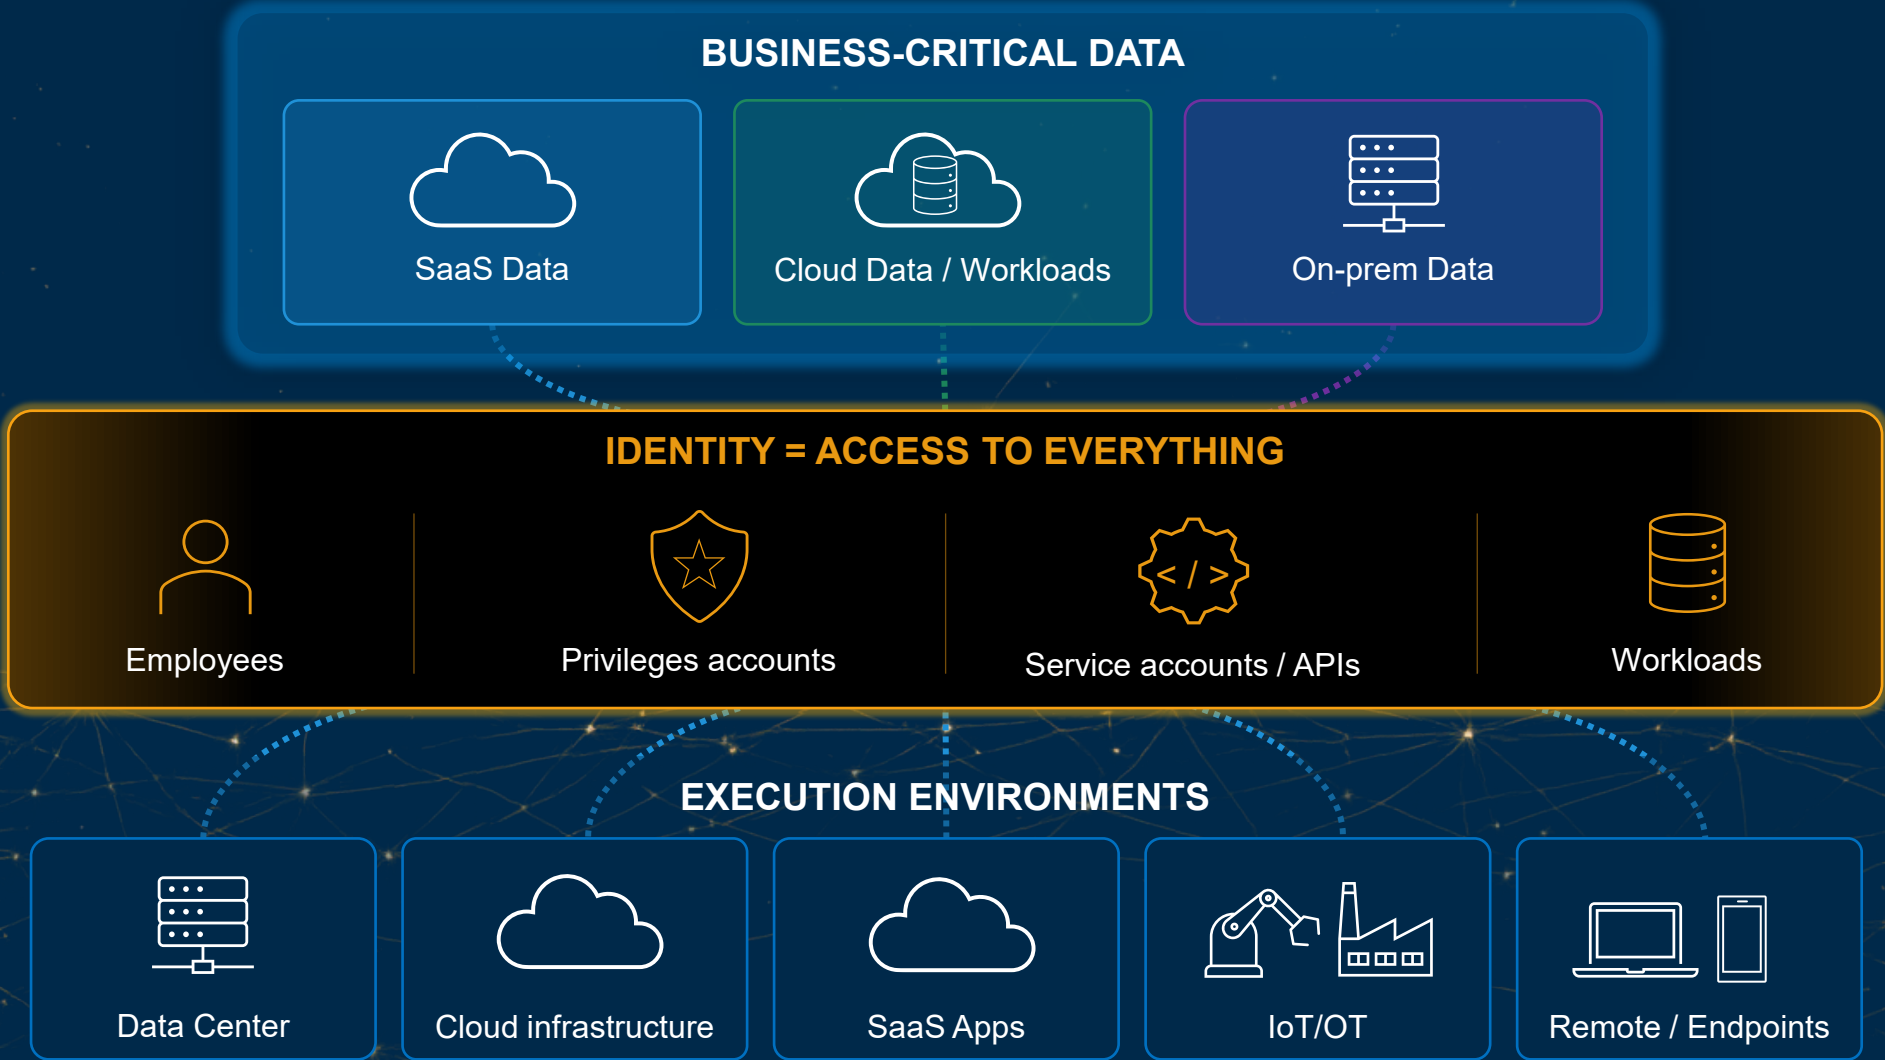 BUSINESS-CRITICAL DATA
SaaS Data
Cloud Data / Workloads
On-prem Data
IDENTITY = ACCESS TO EVERYTHING
</>
Employees
Privileges accounts
Service accounts / APIs
Workloads
EXECUTION ENVIRONMENTS
Data Center
Cloud infrastructure
SaaS Apps
IoT/OT
Remote / Endpoints